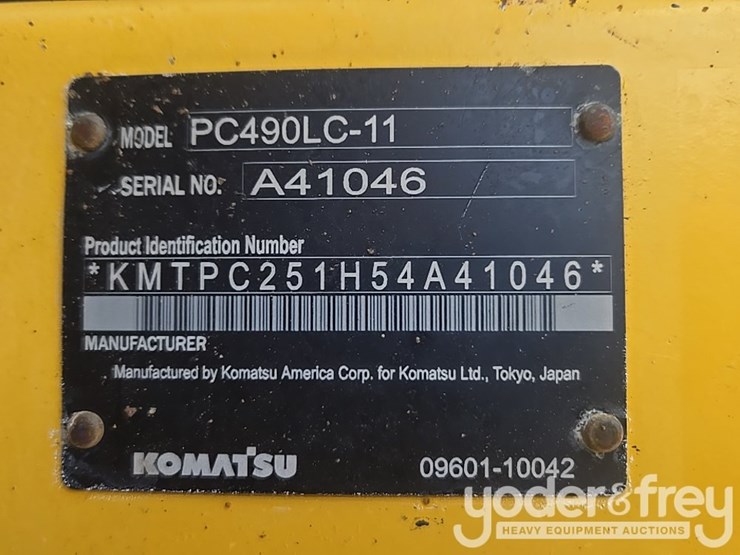 MODEL PC490LC-11
SERIAL NO. A41046
Product Identification Number
*KMTPC251H54A41046*
MANUFACTURER
Manufactured by Komatsu America Corp. for Komatsu Ltd., Tokyo, Japan
KOMATSU 09601-10042
yoder&frey
HEAVY EQUIPMENT AUCTIONS